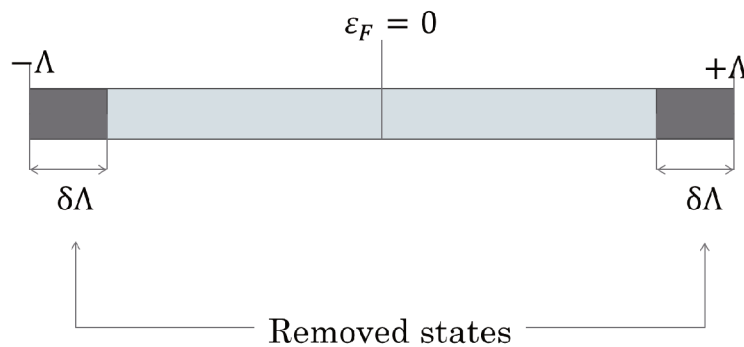 ε_F = 0
−Λ
+Λ
δΛ
δΛ
Removed states